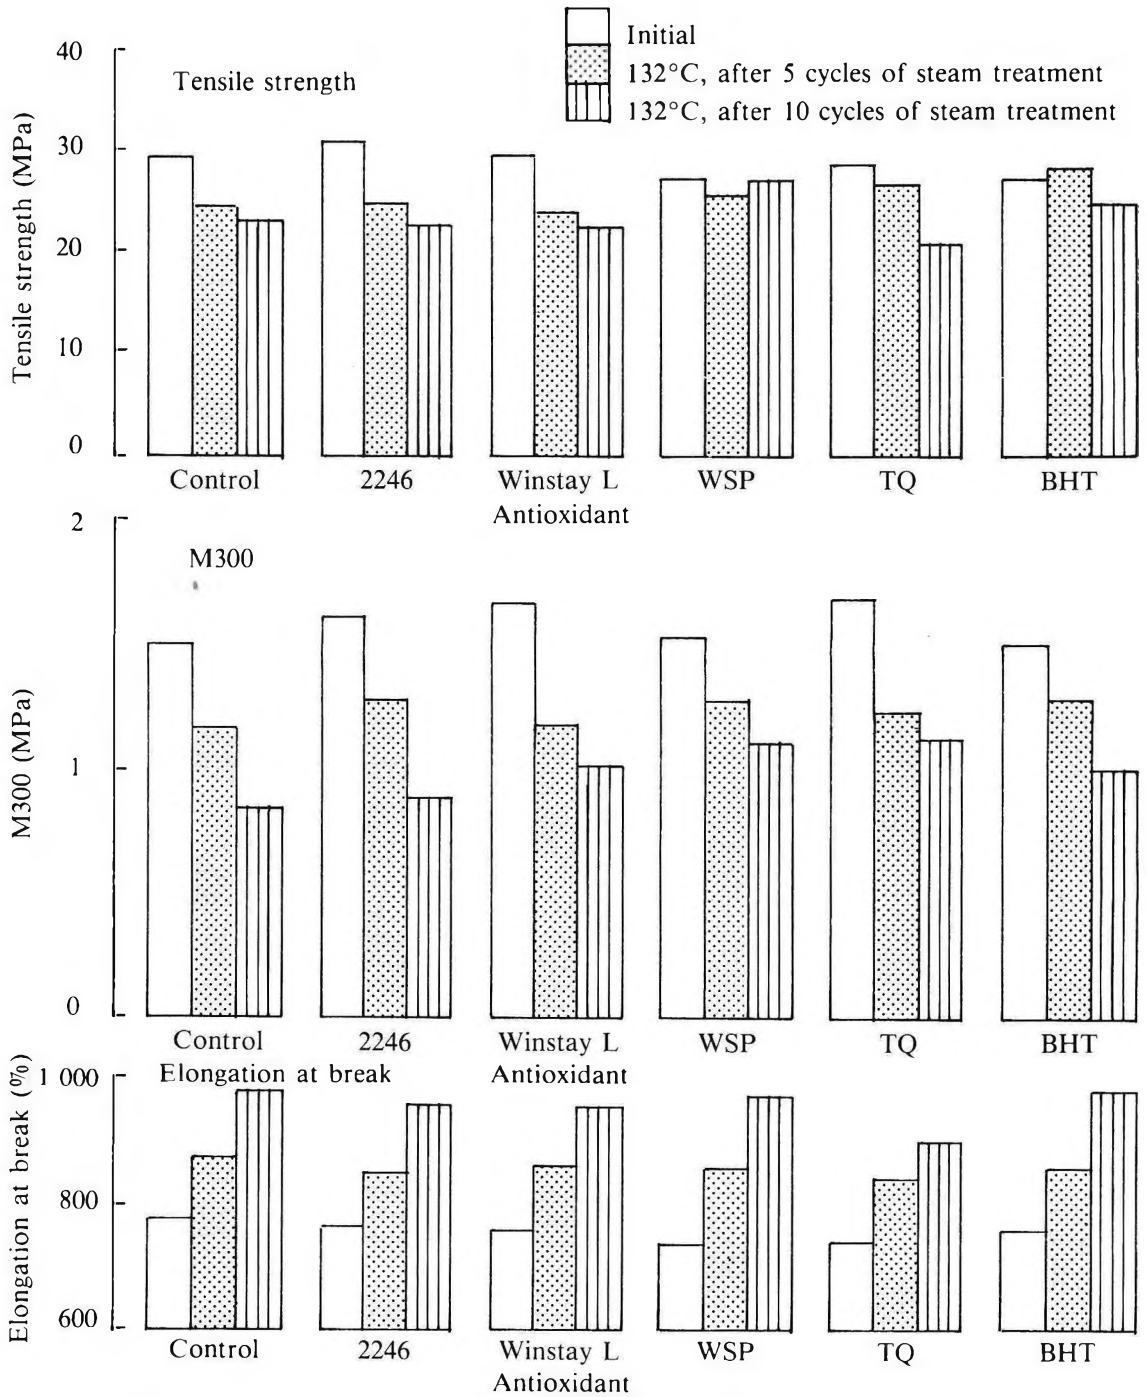 Initial
132°C, after 5 cycles of steam treatment
132°C, after 10 cycles of steam treatment
Tensile strength
Tensile strength (MPa)
40
30
20
10
0
Control 2246 Winstay L WSP TQ BHT
Antioxidant
M300
M300 (MPa)
2
1
0
Control 2246 Winstay L WSP TQ BHT
Antioxidant
Elongation at break
Elongation at break (%)
1 000
800
600
Control 2246 Winstay L WSP TQ BHT
Antioxidant